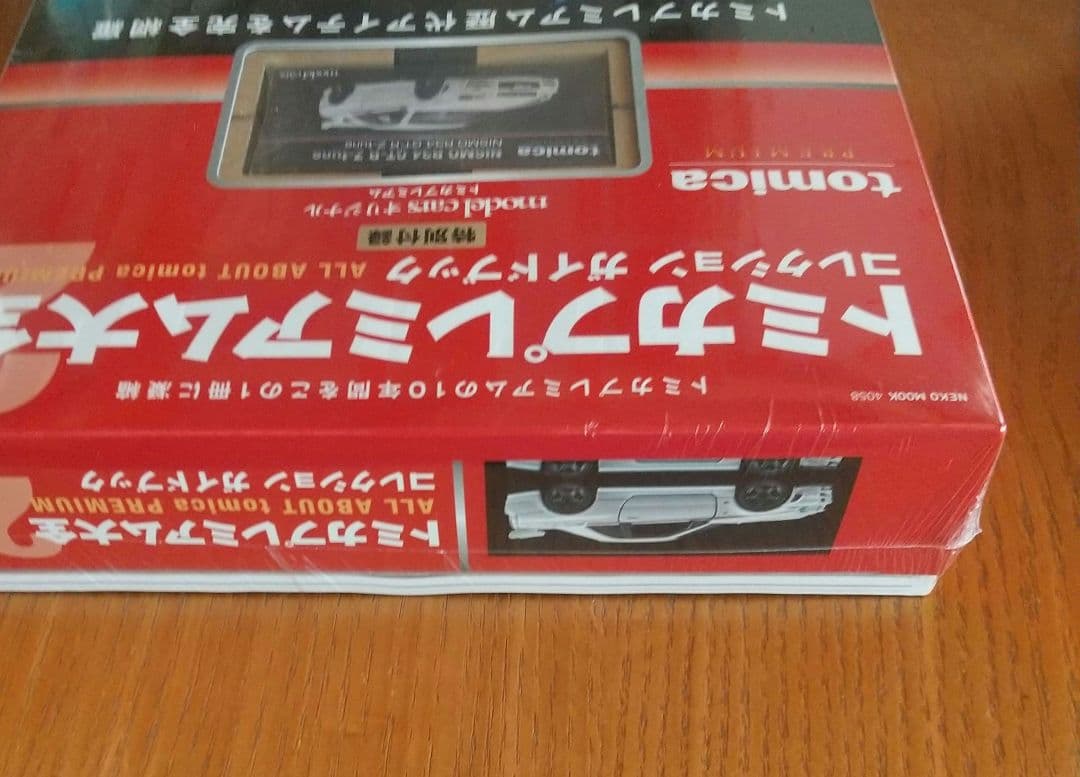 トミカプレミアムの10年間をこの1冊に凝縮
NEKO MOOK 4058
トミカプレミアム大全
コレクション ガイドブック ALL ABOUT tomica PREMIUM
特別付録
model cars オリジナル
トミカプレミアム
tomica
PREMIUM
tomica
NISMO R34 GT-R Z-tune
NISMO R34 GT-R Z-tune
model cars
トミカプレミアム歴代アイテムを完全網羅
トミカプレミアム大全
ALL ABOUT tomica PREMIUM
コレクション ガイドブック